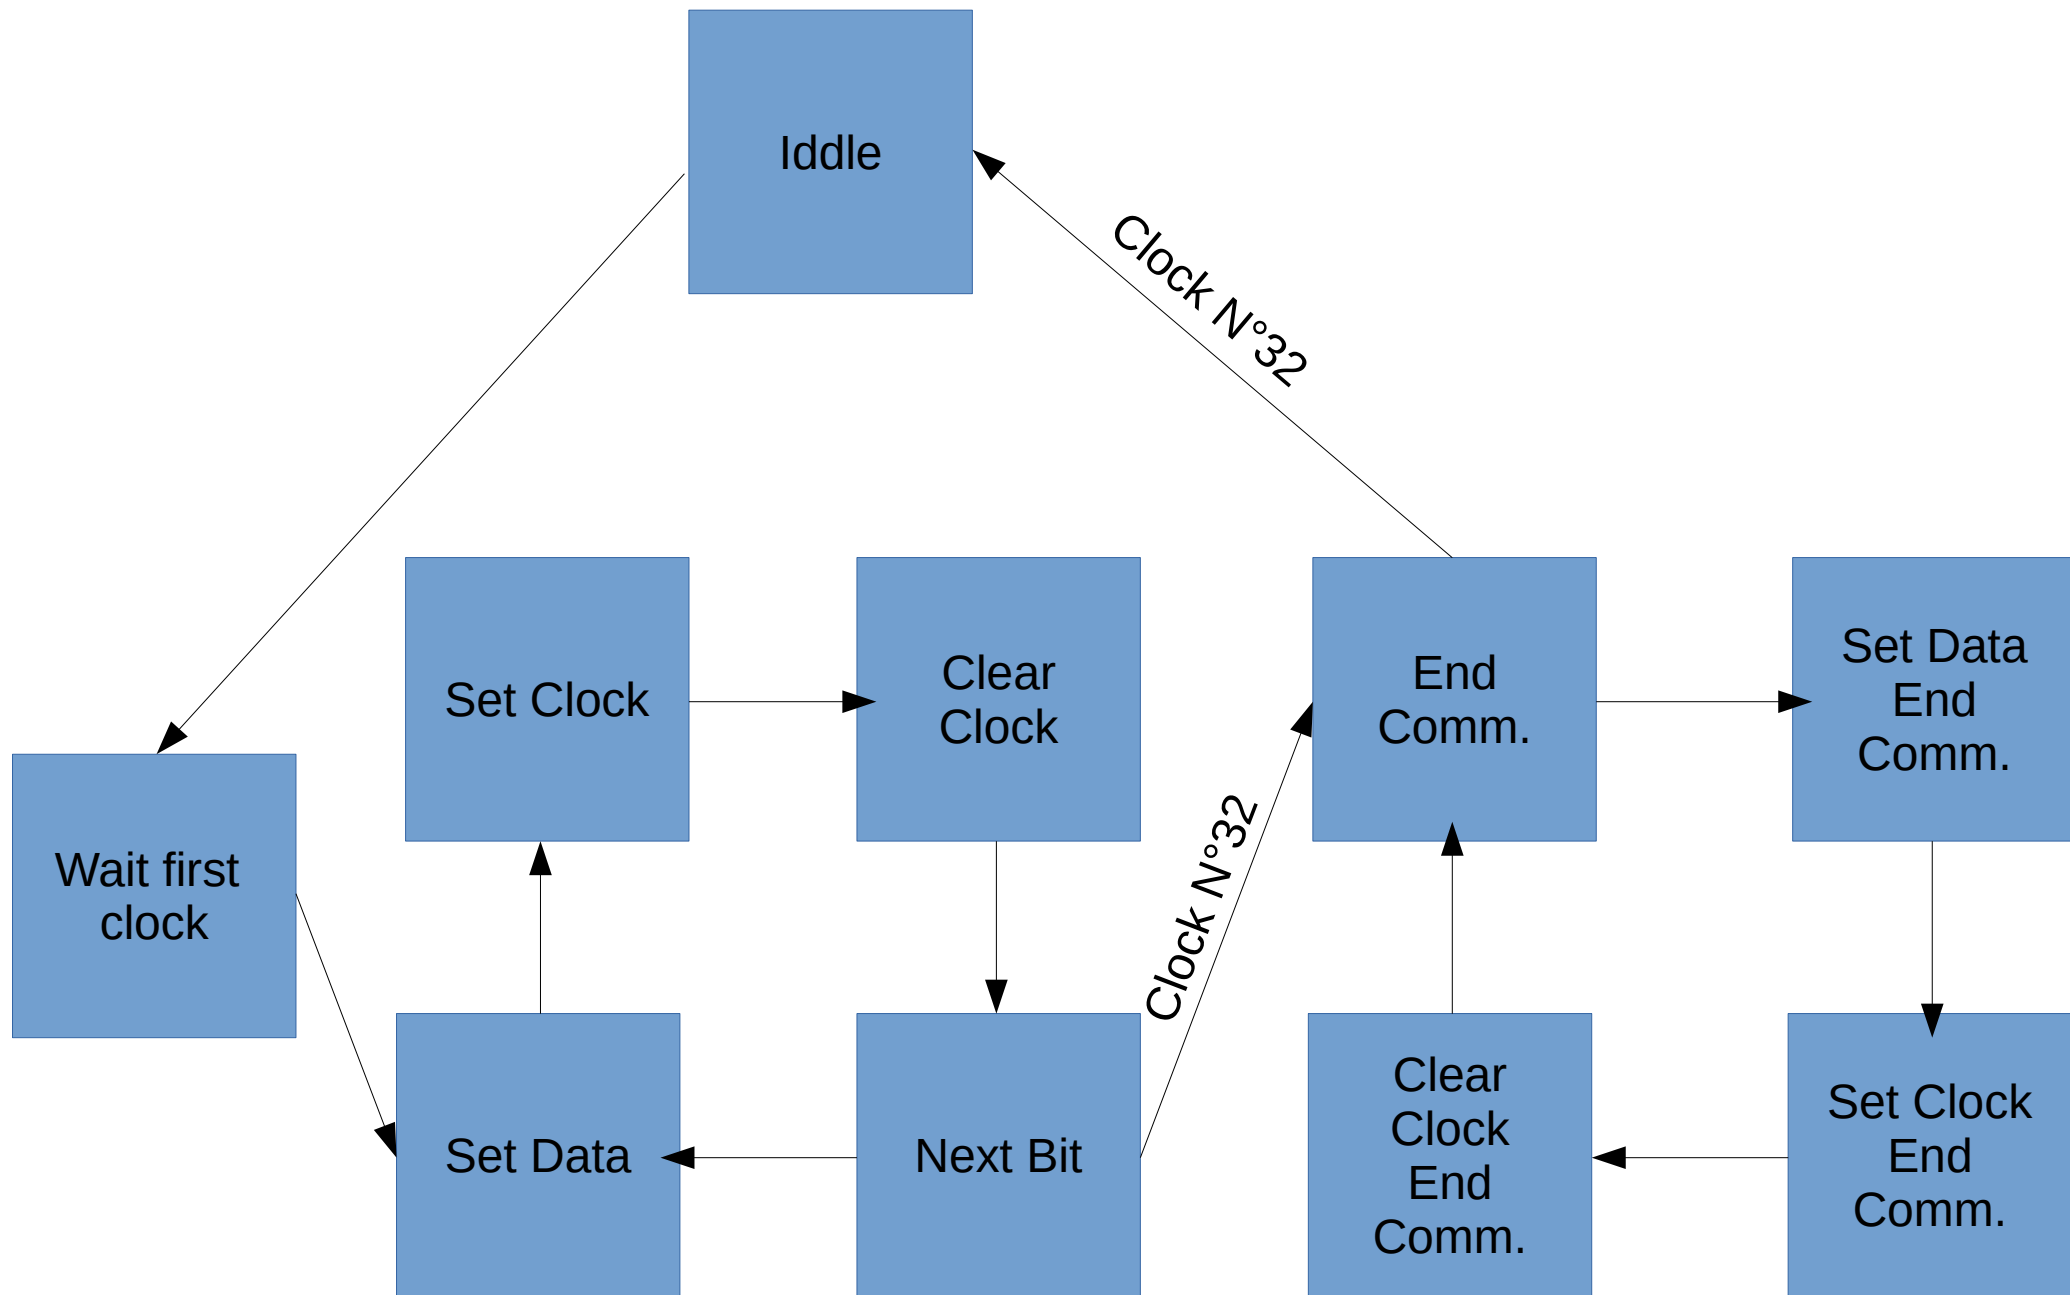 Iddle
Clock N°32
Set Clock
Clear
Clock
End
Comm.
Set Data
End
Comm.
Wait first
clock
Clock N°32
Set Data
Next Bit
Clear
Clock
End
Comm.
Set Clock
End
Comm.